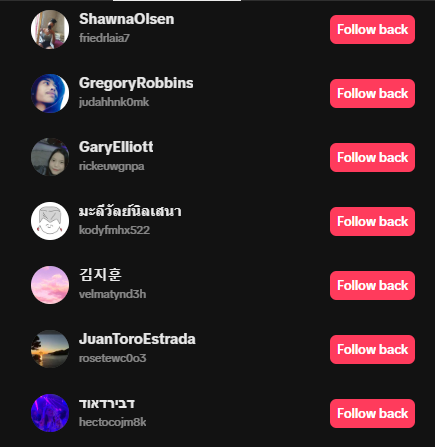 ShawnaOlsen
Follow back
friedrlaia7
GregoryRobbins
Follow back
judahhnk0mk
GaryElliott
Follow back
rickeuwgnpa
มะดีวัลย์นิลเสนา
Follow back
kodyfmhx522
김지훈
Follow back
velmatynd3h
JuanToroEstrada
Follow back
rosetewc0o3
דבירדאוד
Follow back
hectocojm8k